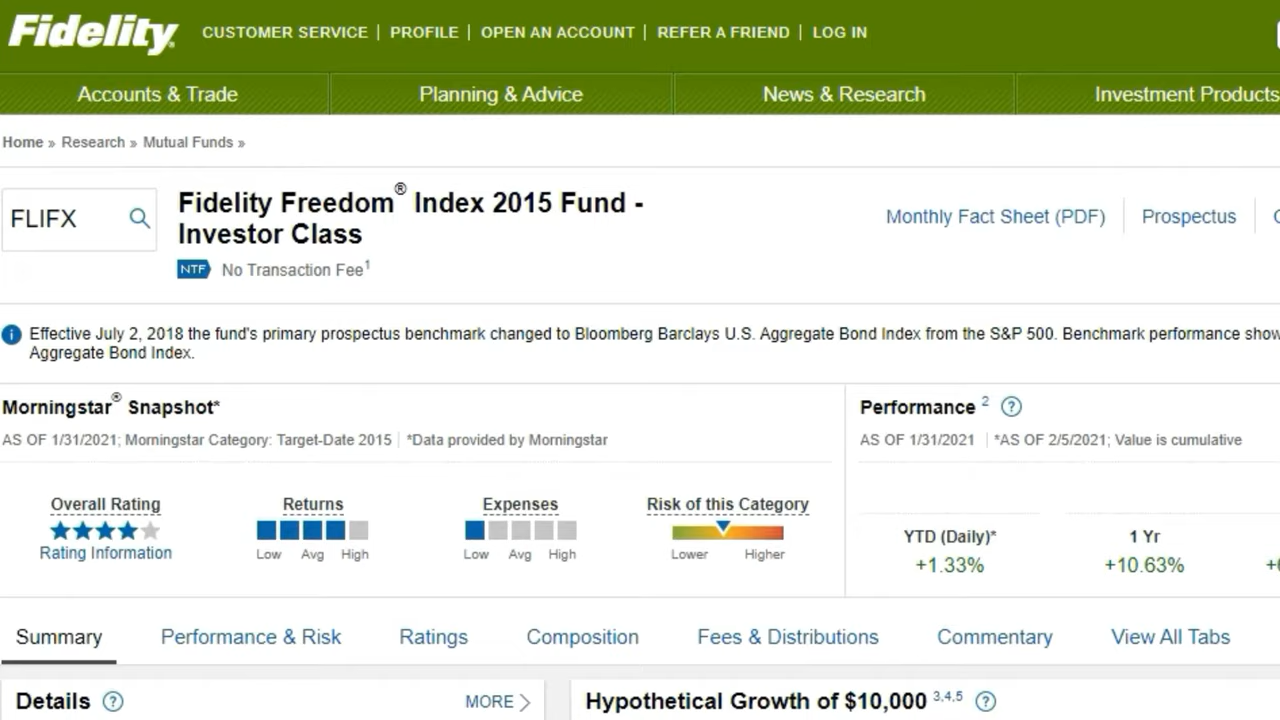 Fidelity
CUSTOMER SERVICE | PROFILE | OPEN AN ACCOUNT | REFER A FRIEND | LOG IN
Accounts & Trade Planning & Advice News & Research Investment Products
Home » Research » Mutual Funds »
FLIFX
Fidelity Freedom® Index 2015 Fund -
Investor Class
NTF No Transaction Fee1
Monthly Fact Sheet (PDF) Prospectus
Effective July 2, 2018 the fund's primary prospectus benchmark changed to Bloomberg Barclays U.S. Aggregate Bond Index from the S&P 500. Benchmark performance show
Aggregate Bond Index.
Morningstar® Snapshot*
AS OF 1/31/2021; Morningstar Category: Target-Date 2015 | *Data provided by Morningstar
Overall Rating Returns Expenses Risk of this Category
Rating Information Low Avg High Low Avg High Lower Higher
Performance 2 ?
AS OF 1/31/2021 | *AS OF 2/5/2021; Value is cumulative
YTD (Daily)* 1 Yr
+1.33% +10.63%
Summary Performance & Risk Ratings Composition Fees & Distributions Commentary View All Tabs
Details ? MORE
Hypothetical Growth of $10,000 3,4,5 ?